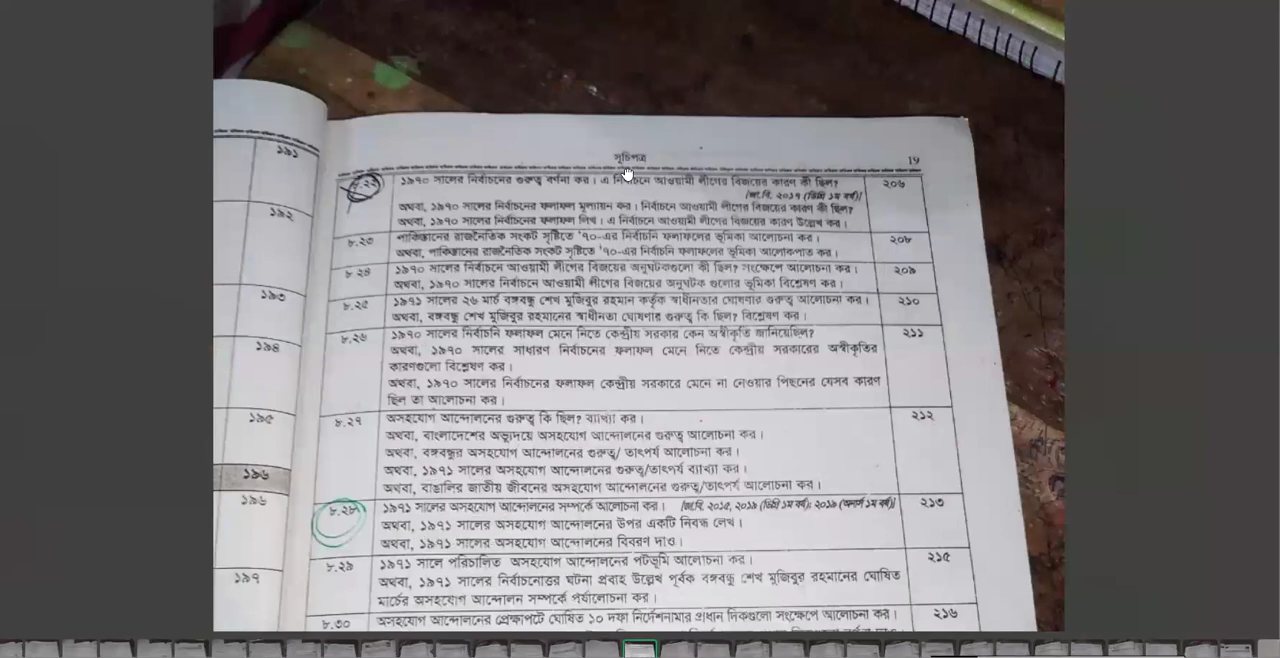 ১৯১
১৯২
১৯৩
১৯৪
১৯৫
১৯৬
১৯৬
১৯৭
সূচিপত্র
19
৮.২২
১৯৭০ সালের নির্বাচনের গুরুত্ব বর্ণনা কর। এ নির্বাচনে আওয়ামী লীগের বিজয়ের কারণ কী ছিল?
২০৬
[জা.বি. ২০১৭ (ডিগ্রি ১ম বর্ষ)]
অথবা, ১৯৭০ সালের নির্বাচনের ফলাফল মূল্যায়ন কর। নির্বাচনে আওয়ামী লীগের বিজয়ের কারণ কী ছিল?
অথবা, ১৯৭০ সালের নির্বাচনের ফলাফল লিখ। এ নির্বাচনে আওয়ামী লীগের বিজয়ের কারণ উল্লেখ কর।
৮.২৩
পাকিস্তানের রাজনৈতিক সংকট সৃষ্টিতে '৭০-এর নির্বাচনি ফলাফলের ভূমিকা আলোচনা কর।
২০৮
অথবা, পাকিস্তানের রাজনৈতিক সংকট সৃষ্টিতে '৭০-এর নির্বাচনি ফলাফলের ভূমিকা আলোকপাত কর।
৮.২৪
১৯৭০ সালের নির্বাচনে আওয়ামী লীগের বিজয়ের অনুঘটকগুলো কী ছিল? সংক্ষেপে আলোচনা কর।
২০৯
অথবা, ১৯৭০ সালের নির্বাচনে আওয়ামী লীগের বিজয়ের অনুঘটক গুলোর ভূমিকা বিশ্লেষণ কর।
৮.২৫
১৯৭১ সালের ২৬ মার্চ বঙ্গবন্ধু শেখ মুজিবুর রহমান কর্তৃক স্বাধীনতার ঘোষণার গুরুত্ব আলোচনা কর।
২১০
অথবা, বঙ্গবন্ধু শেখ মুজিবুর রহমানের স্বাধীনতা ঘোষণার গুরুত্ব কি ছিল? বিশ্লেষণ কর।
৮.২৬
১৯৭০ সালের নির্বাচনি ফলাফল মেনে নিতে কেন্দ্রীয় সরকার কেন অস্বীকৃতি জানিয়েছিল?
২১১
অথবা, ১৯৭০ সালের সাধারণ নির্বাচনের ফলাফল মেনে নিতে কেন্দ্রীয় সরকারের অস্বীকৃতির
কারণগুলো বিশ্লেষণ কর।
অথবা, ১৯৭০ সালের নির্বাচনের ফলাফল কেন্দ্রীয় সরকারে মেনে না নেওয়ার পিছনের যেসব কারণ
ছিল তা আলোচনা কর।
৮.২৭
অসহযোগ আন্দোলনের গুরুত্ব কি ছিল? ব্যাখ্যা কর।
২১২
অথবা, বাংলাদেশের অভ্যুদয়ে অসহযোগ আন্দোলনের গুরুত্ব আলোচনা কর।
অথবা, বঙ্গবন্ধুর অসহযোগ আন্দোলনের গুরুত্ব/ তাৎপর্য আলোচনা কর।
অথবা, ১৯৭১ সালের অসহযোগ আন্দোলনের গুরুত্ব/তাৎপর্য ব্যাখ্যা কর।
অথবা, বাঙালির জাতীয় জীবনের অসহযোগ আন্দোলনের গুরুত্ব/তাৎপর্য আলোচনা কর।
৮.২৮
১৯৭১ সালের অসহযোগ আন্দোলনের সম্পর্কে আলোচনা কর। [জা.বি. ২০১৫, ২০১৯ (ডিগ্রি ১ম বর্ষ); ২০১৯ (অনার্স ১ম বর্ষ)]
২১৩
অথবা, ১৯৭১ সালের অসহযোগ আন্দোলনের উপর একটি নিবন্ধ লেখ।
অথবা, ১৯৭১ সালের অসহযোগ আন্দোলনের বিবরণ দাও।
৮.২৯
১৯৭১ সালে পরিচালিত অসহযোগ আন্দোলনের পটভূমি আলোচনা কর।
২১৫
অথবা, ১৯৭১ সালের নির্বাচনোত্তর ঘটনা প্রবাহ উল্লেখ পূর্বক বঙ্গবন্ধু শেখ মুজিবুর রহমানের ঘোষিত
মার্চের অসহযোগ আন্দোলন সম্পর্কে পর্যালোচনা কর।
৮.৩০
অসহযোগ আন্দোলনের প্রেক্ষাপটে ঘোষিত ১০ দফা নির্দেশনামার প্রধান দিকগুলো সংক্ষেপে আলোচনা কর।
২১৬